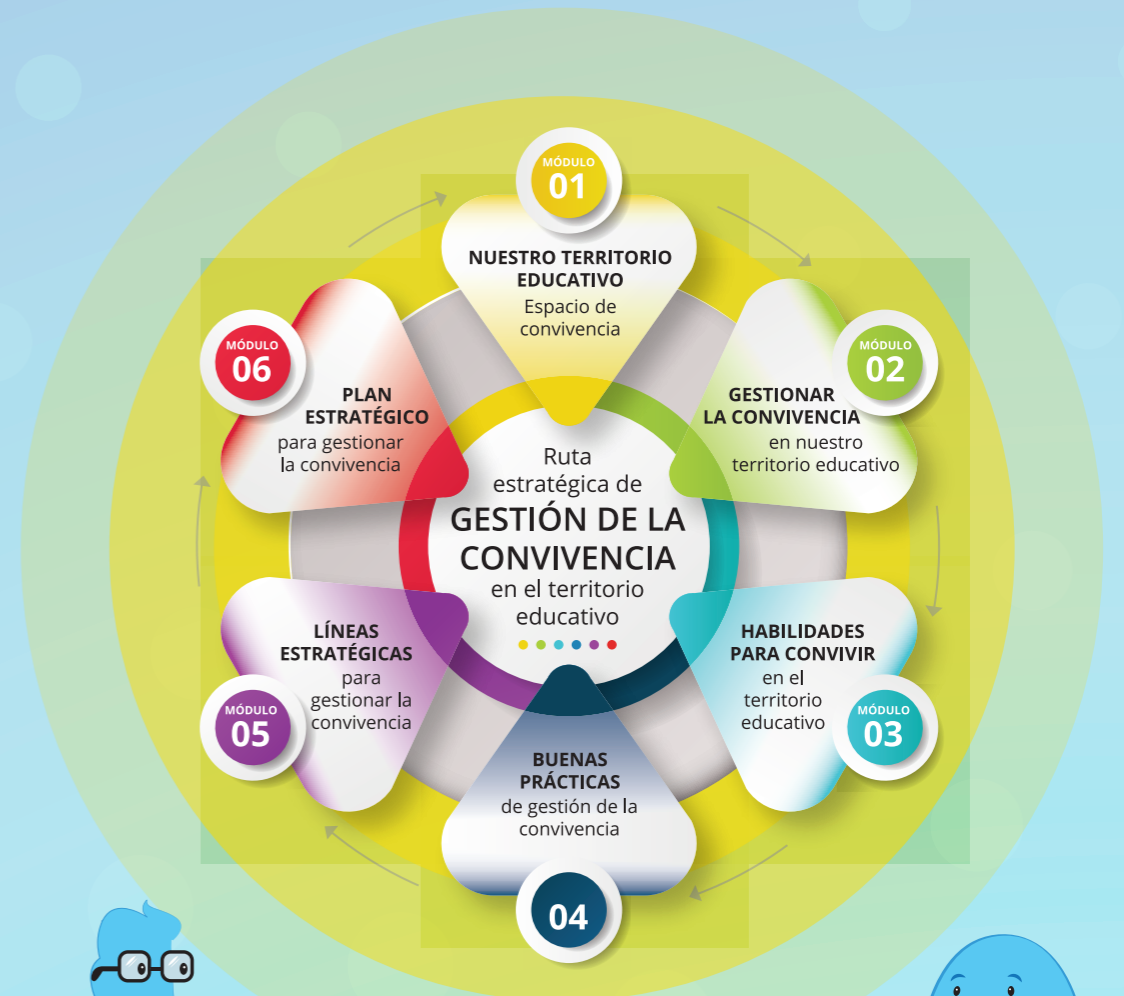 MÓDULO
01
NUESTRO TERRITORIO
EDUCATIVO
Espacio de
convivencia
MÓDULO
02
GESTIONAR
LA CONVIVENCIA
en nuestro
territorio educativo
HABILIDADES
PARA CONVIVIR
en el
territorio
educativo
MÓDULO
03
BUENAS
PRÁCTICAS
de gestión de la
convivencia
04
LÍNEAS
ESTRATÉGICAS
para
gestionar la
convivencia
MÓDULO
05
MÓDULO
06
PLAN
ESTRATÉGICO
para gestionar
la convivencia
Ruta
estratégica de
GESTIÓN DE LA
CONVIVENCIA
en el territorio
educativo